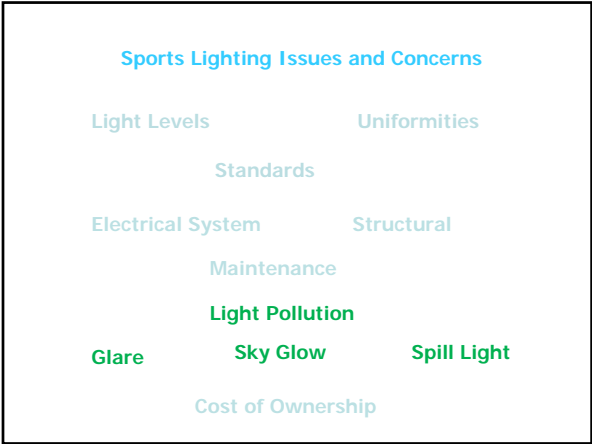 Sports Lighting Issues and Concerns
Light Levels Uniformities
Standards
Electrical System Structural
Maintenance
Light Pollution
Glare Sky Glow Spill Light
Cost of Ownership